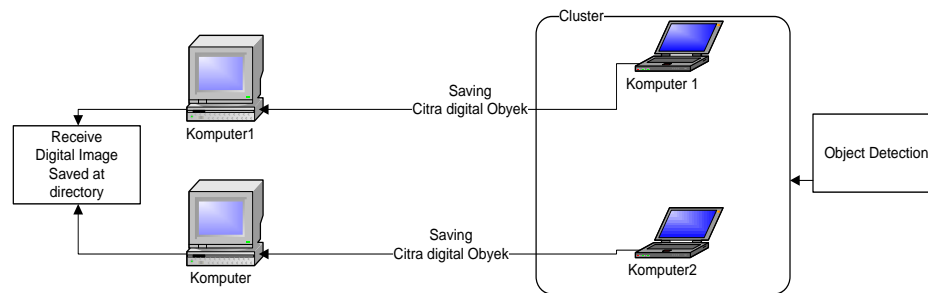 Cluster
Komputer 1
Saving
Citra digital Obyek
Komputer1
Receive
Digital Image
Saved at
directory
Object Detection
Saving
Citra digital Obyek
Komputer
Komputer2